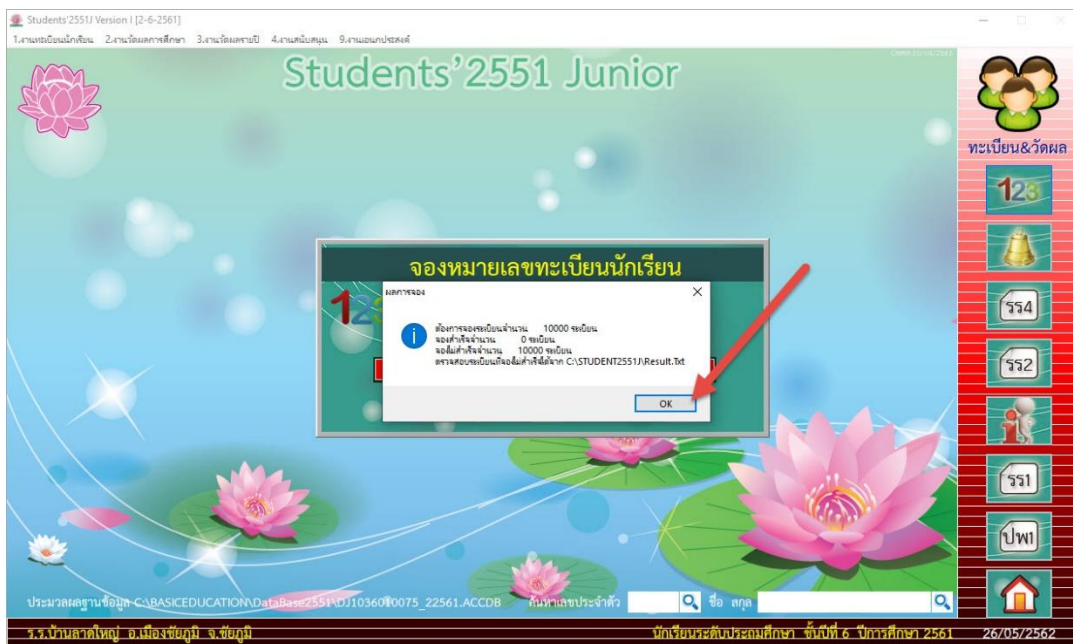 Students'2551J Version I [2-6-2561]
1.งานทะเบียนนักเรียน 2.งานวัดผลการศึกษา 3.งานวัดผลรายปี 4.งานสนับสนุน 9.งานเอนกประสงค์
Students'2551 Junior
ทะเบียน&วัดผล
123
จองหมายเลขทะเบียนนักเรียน
ผลการจอง
ต้องการจองระเบียนจำนวน 10000 ระเบียน
จองสำเร็จจำนวน 0 ระเบียน
จองไม่สำเร็จจำนวน 10000 ระเบียน
ตรวจสอบระเบียนที่จองไม่สำเร็จได้จาก C:\STUDENT2551J\Result.Txt
OK
รร4
รร2
รร1
ปพ1
ประมวลผลฐานข้อมูล C:\BASICEDUCATION\DataBase2551\DJ1036010075_22561.ACCDB ค้นหาเลขประจำตัว ชื่อ สกุล
ร.ร.บ้านลาดใหญ่ อ.เมืองชัยภูมิ จ.ชัยภูมิ นักเรียนระดับประถมศึกษา ชั้นปีที่ 6 ปีการศึกษา 2561 26/05/2562